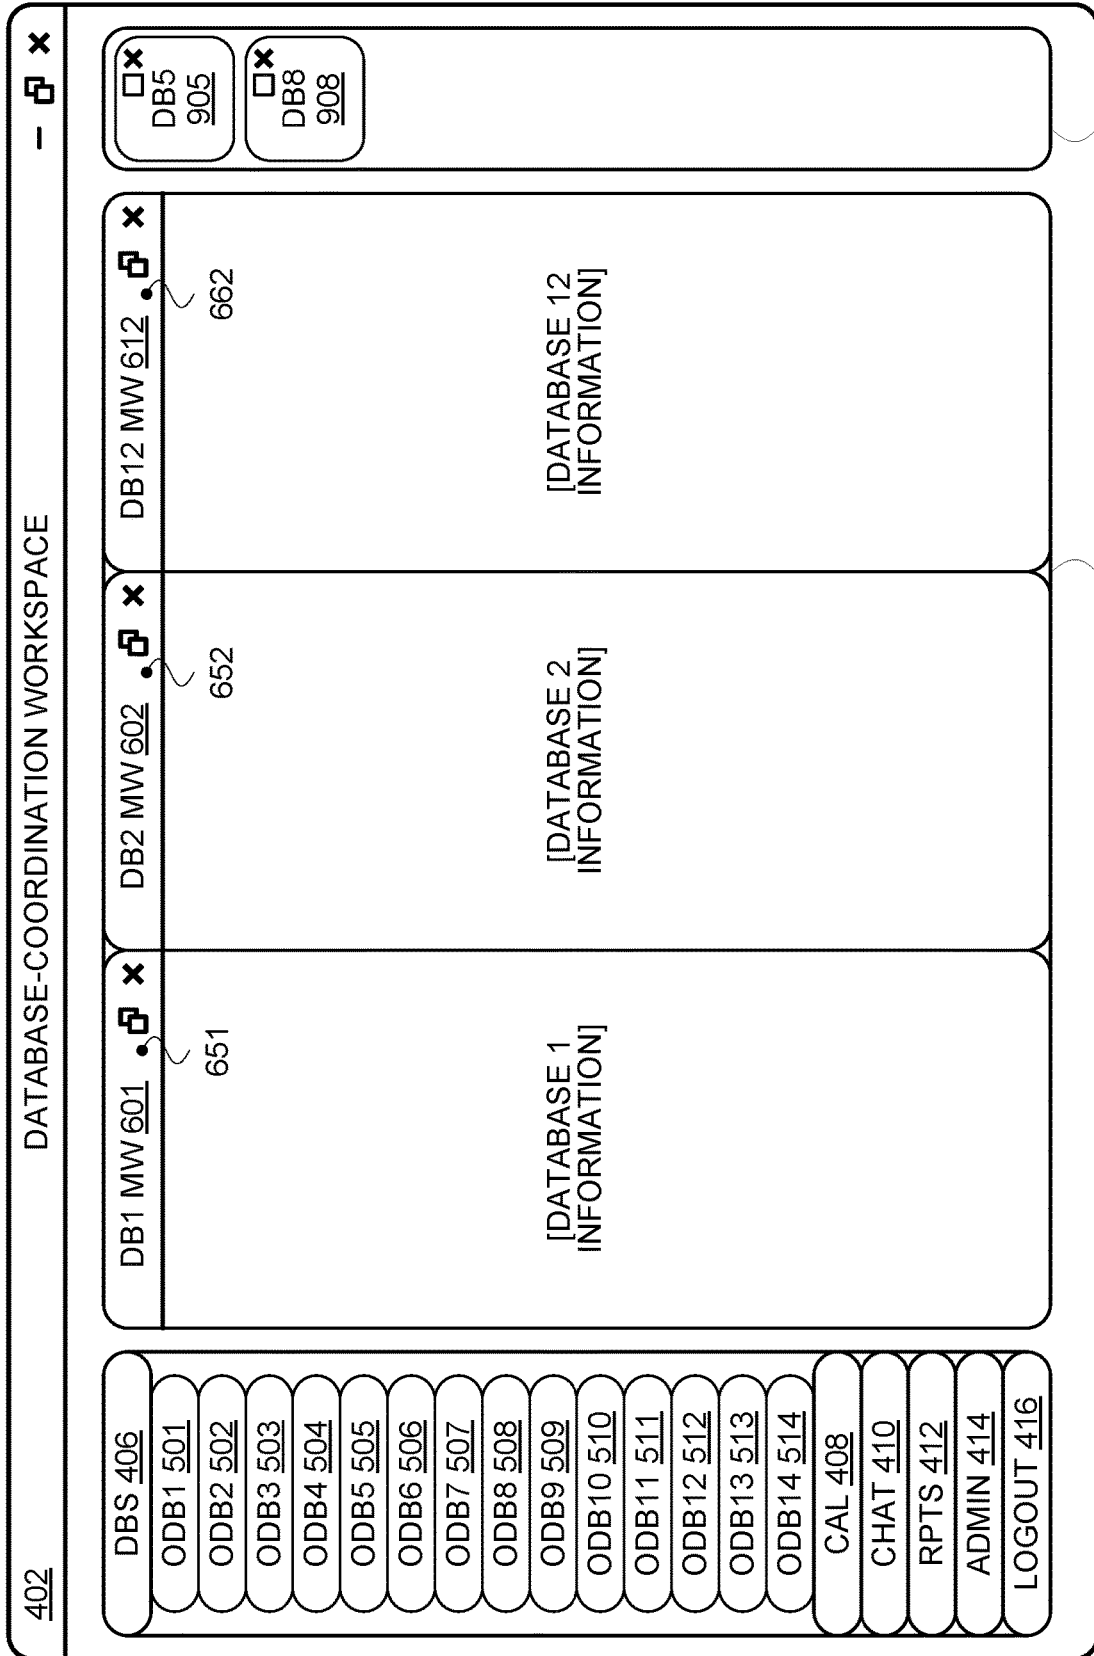 402
DATABASE-COORDINATION WORKSPACE
DBS 406
ODB1 501
ODB2 502
ODB3 503
ODB4 504
ODB5 505
ODB6 506
ODB7 507
ODB8 508
ODB9 509
ODB10 510
ODB11 511
ODB12 512
ODB13 513
ODB14 514
CAL 408
CHAT 410
RPTS 412
ADMIN 414
LOGOUT 416
DB1 MW 601
651
[DATABASE 1
INFORMATION]
DB2 MW 602
652
[DATABASE 2
INFORMATION]
DB12 MW 612
662
[DATABASE 12
INFORMATION]
DB5
905
DB8
908